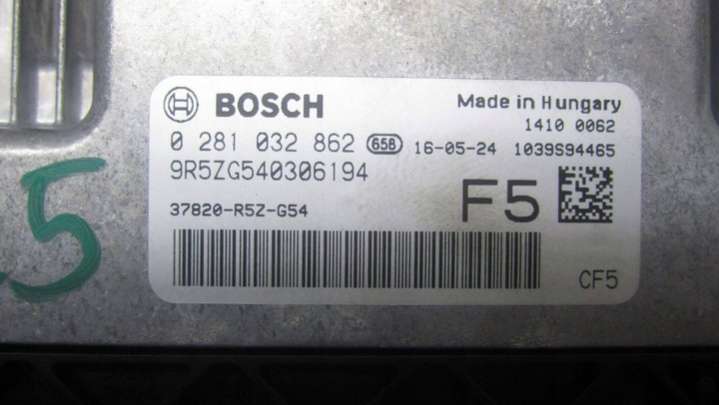 BOSCH
Made in Hungary
1410 0062
0 281 032 862 658 16-05-24 1039S94465
9R5ZG540306194
37820-R5Z-G54
F5
CF5
5